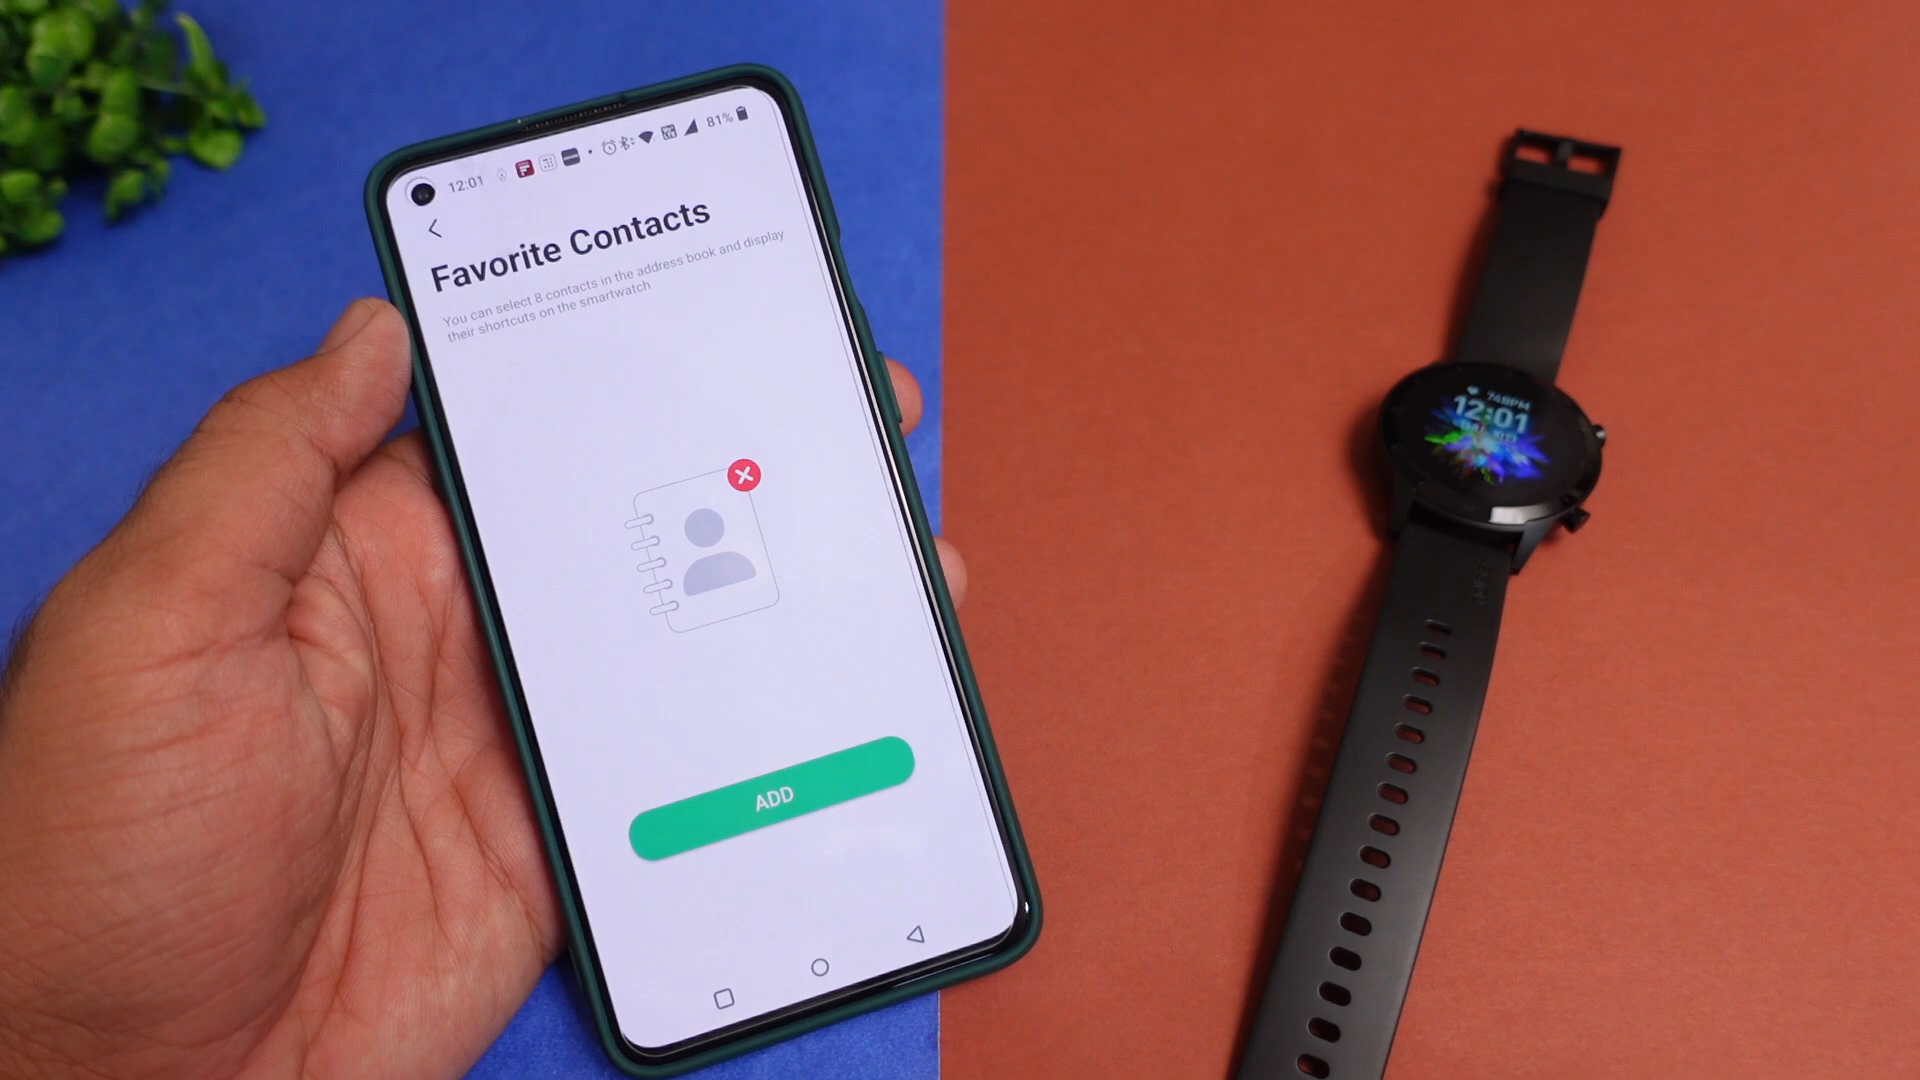 12:01
81%
Favorite Contacts
You can select 8 contacts in the address book and display
their shortcuts on the smartwatch
ADD
12:01